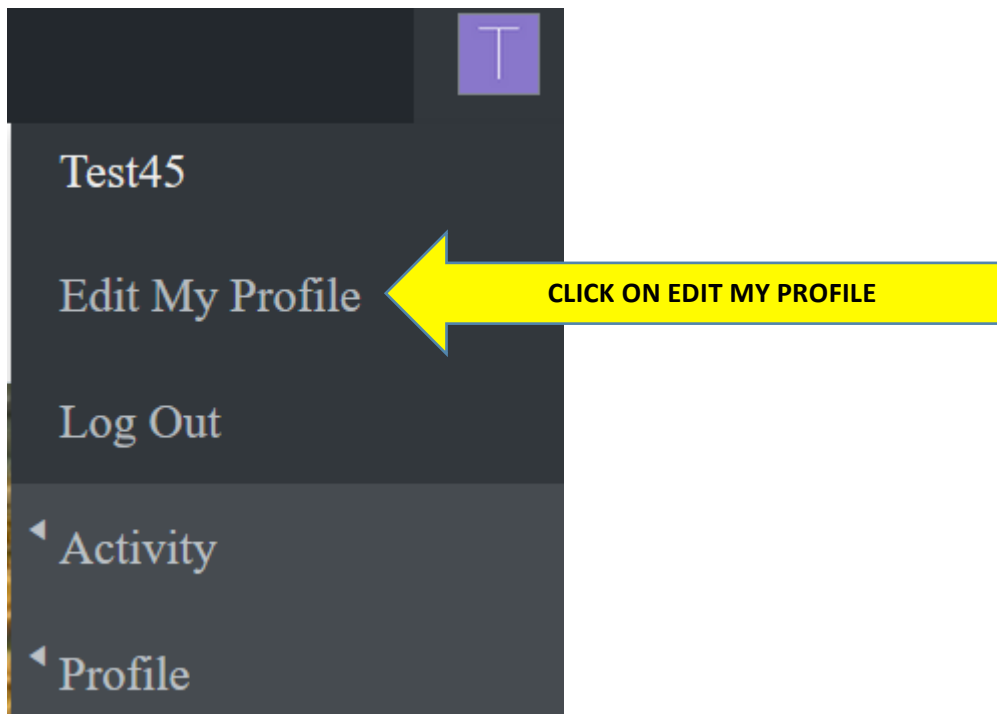 T
Test45
Edit My Profile
CLICK ON EDIT MY PROFILE
Log Out
Activity
Profile